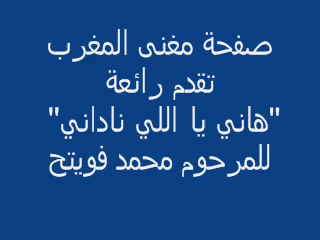 صفحة مغنى المغرب
تقدم رائعة
"هاني يا اللي ناداني"
للمرحوم محمد فويتح